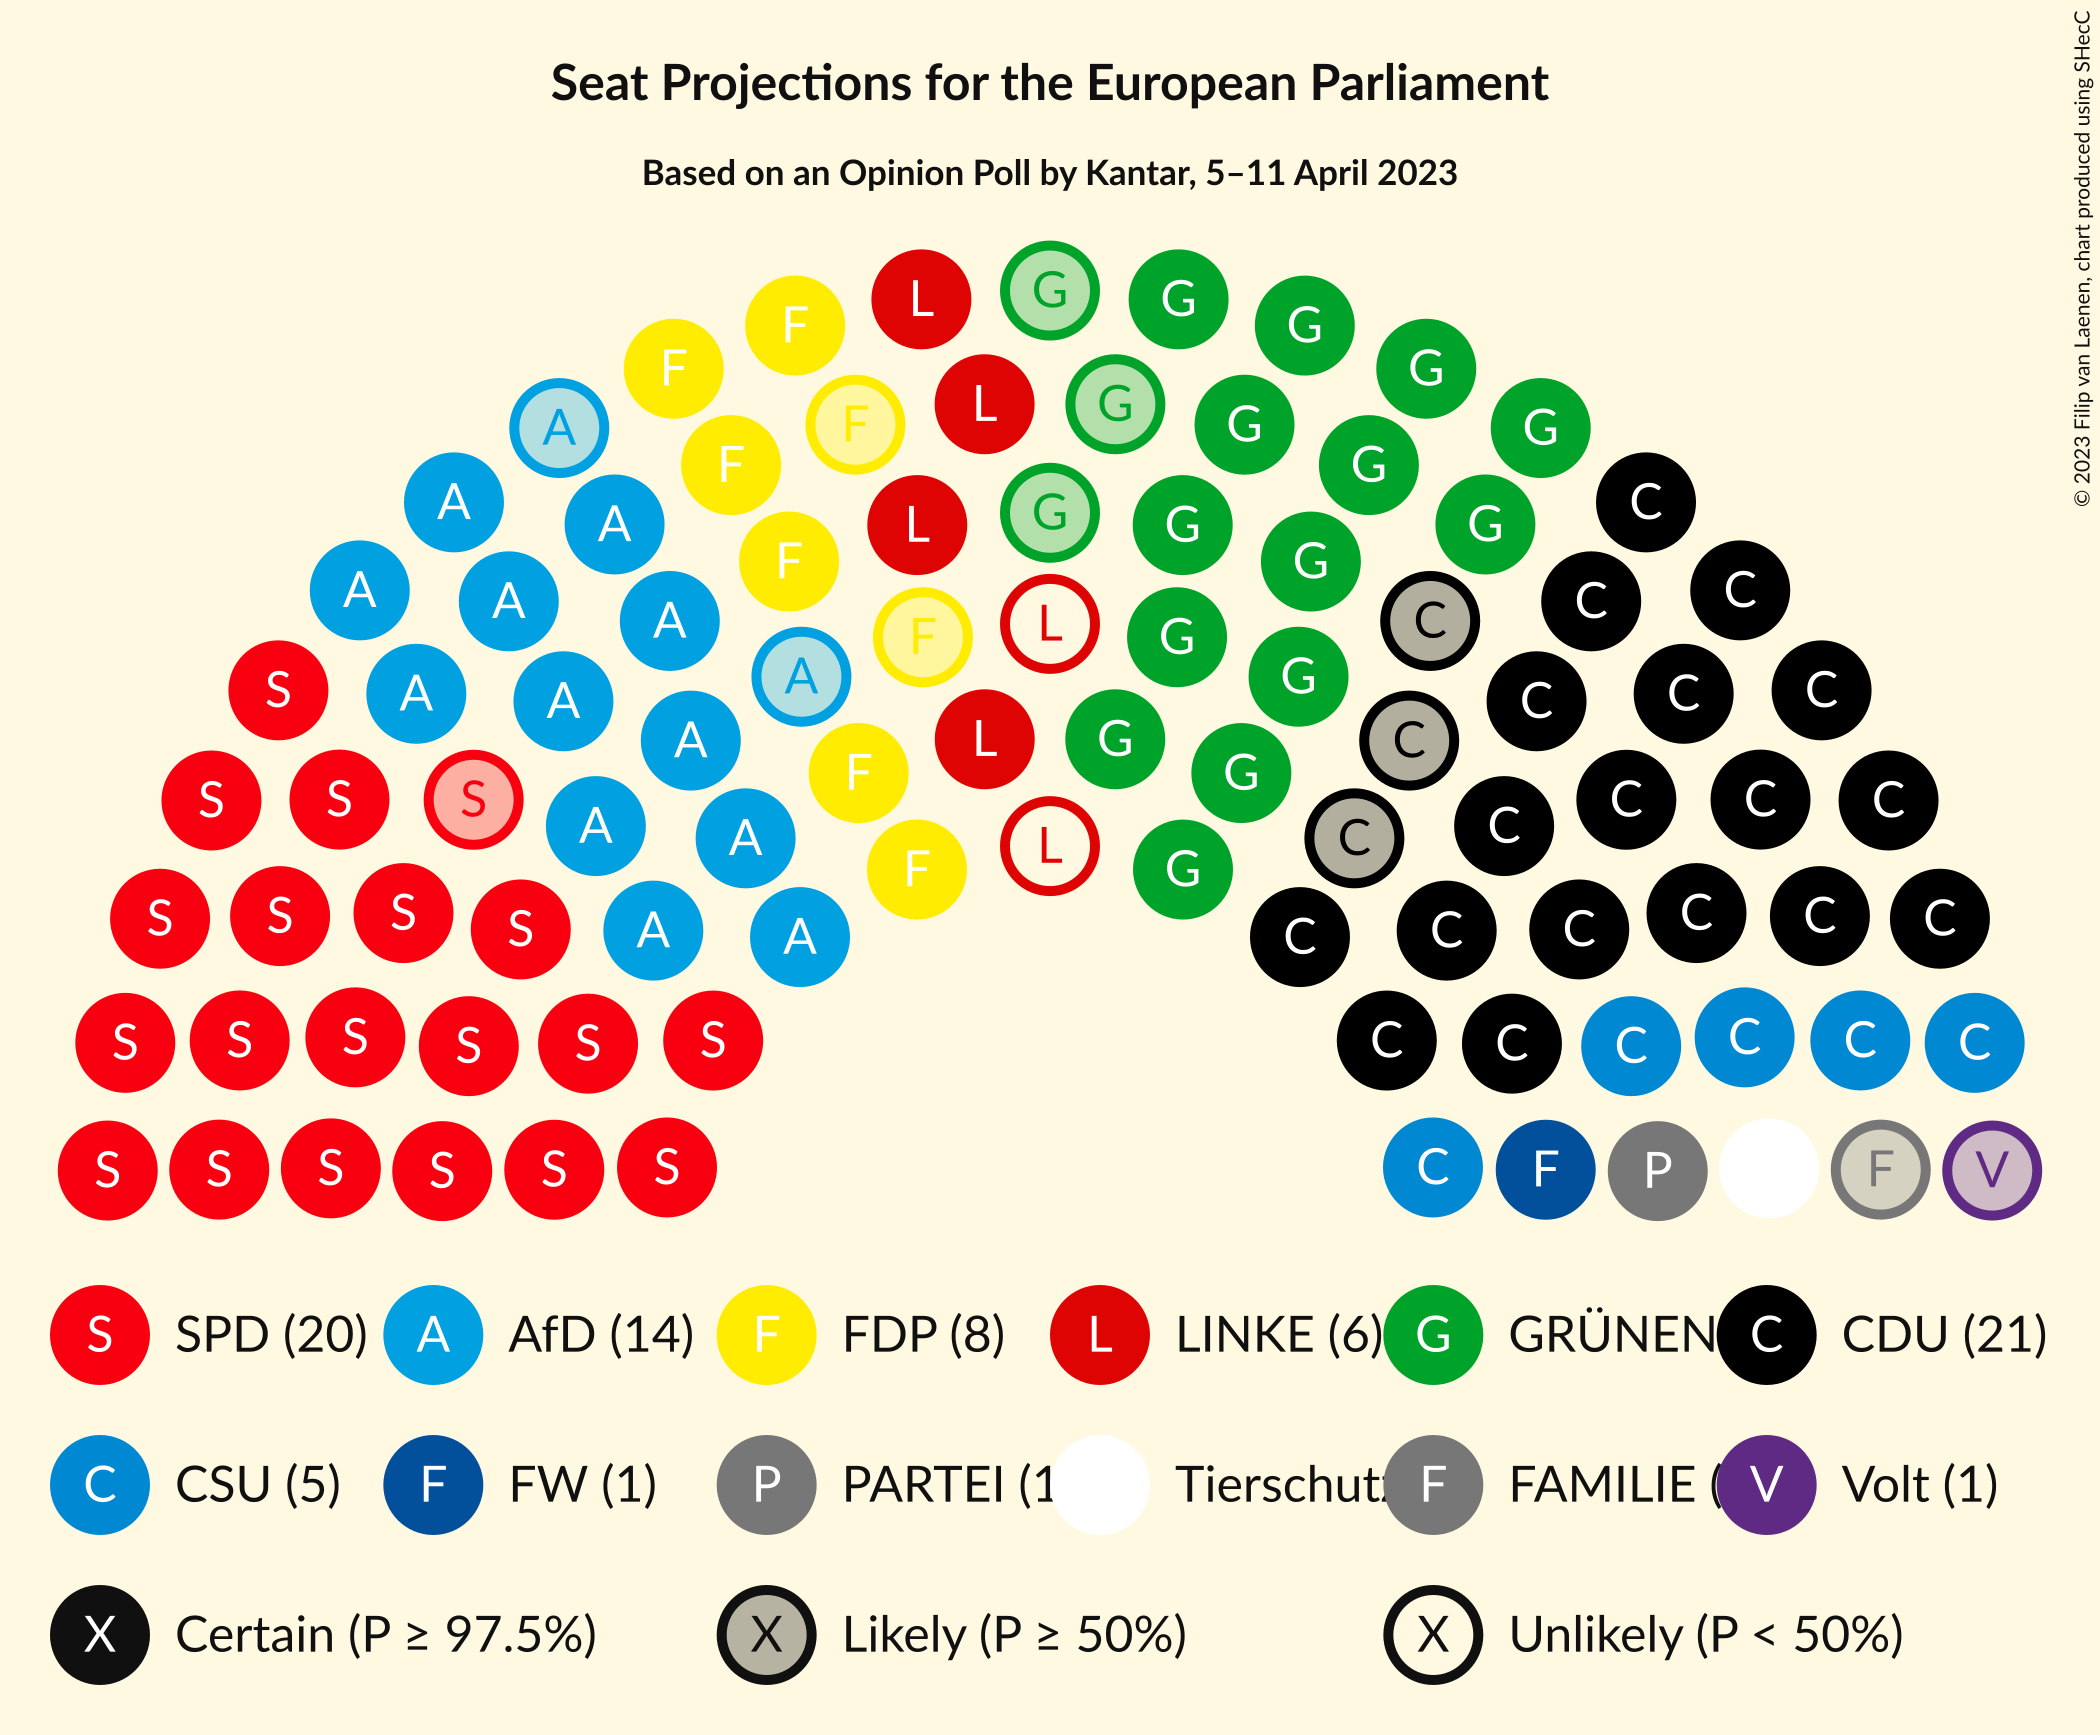 Seat Projections for the European Parliament
Based on an Opinion Poll by Kantar, 5–11 April 2023
© 2023 Filip van Laenen, chart produced using SHecC
G
L G
F G
F G
L G
A F G G
F G
A C
G
L G
A F G
A C
F G
A C
L
A C
F G
A G
S C
A C
A C
L G
A C
F G
S S S C C C
A C
A C
L
F G
S S S C C C
S A C C
A C
S S S S S S C C C C C C
S S S S S S C F P F V
S SPD (20) A AfD (14) F FDP (8) L LINKE (6) G GRÜNEN C CDU (21)
C CSU (5) F FW (1) P PARTEI (1 Tierschutz F FAMILIE ( V Volt (1)
X Certain (P ≥ 97.5%) X Likely (P ≥ 50%) X Unlikely (P < 50%)